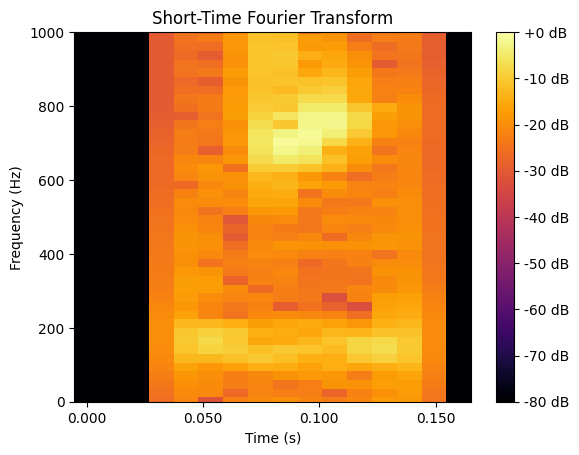 Short-Time Fourier Transform
1000
800
600
400
200
0
Frequency (Hz)
0.000
0.050
0.100
0.150
Time (s)
+0 dB
-10 dB
-20 dB
-30 dB
-40 dB
-50 dB
-60 dB
-70 dB
-80 dB